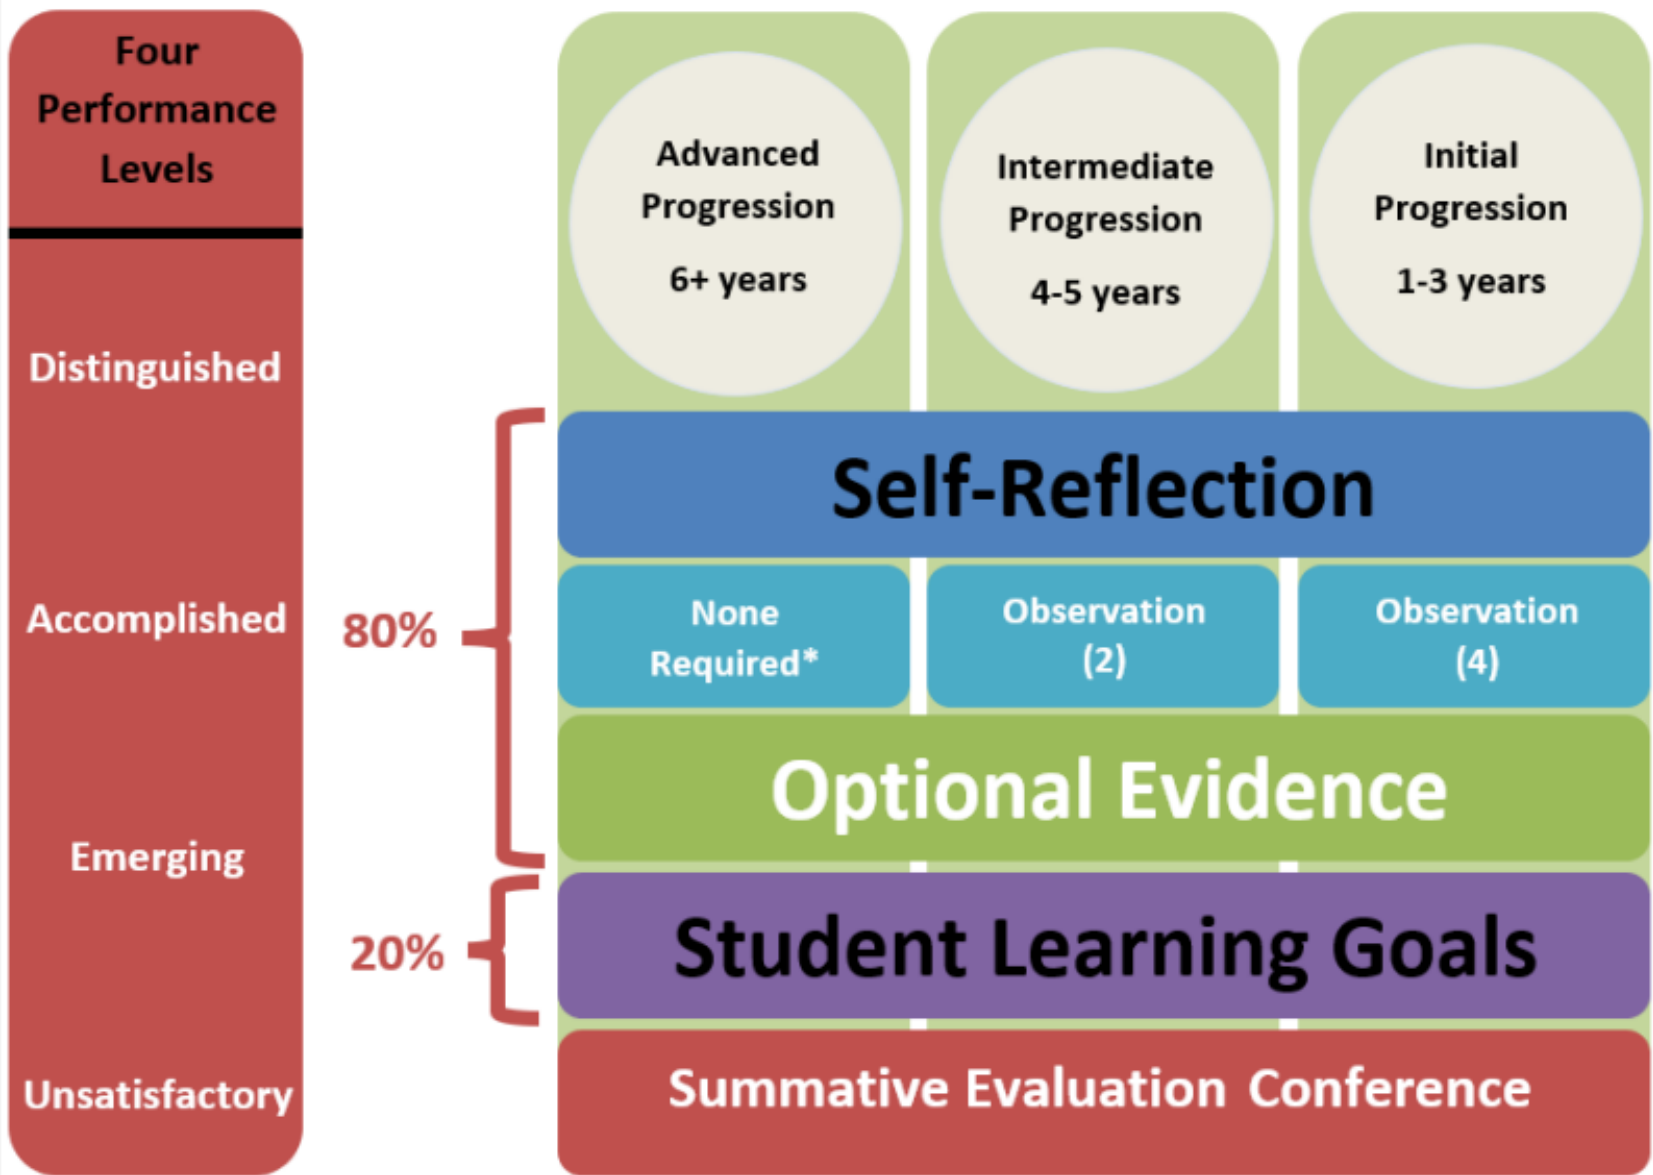 Four
Performance
Levels
Distinguished
Accomplished
Emerging
Unsatisfactory
80%
20%
Advanced
Progression
6+ years
Intermediate
Progression
4-5 years
Initial
Progression
1-3 years
Self-Reflection
None
Required*
Observation
(2)
Observation
(4)
Optional Evidence
Student Learning Goals
Summative Evaluation Conference